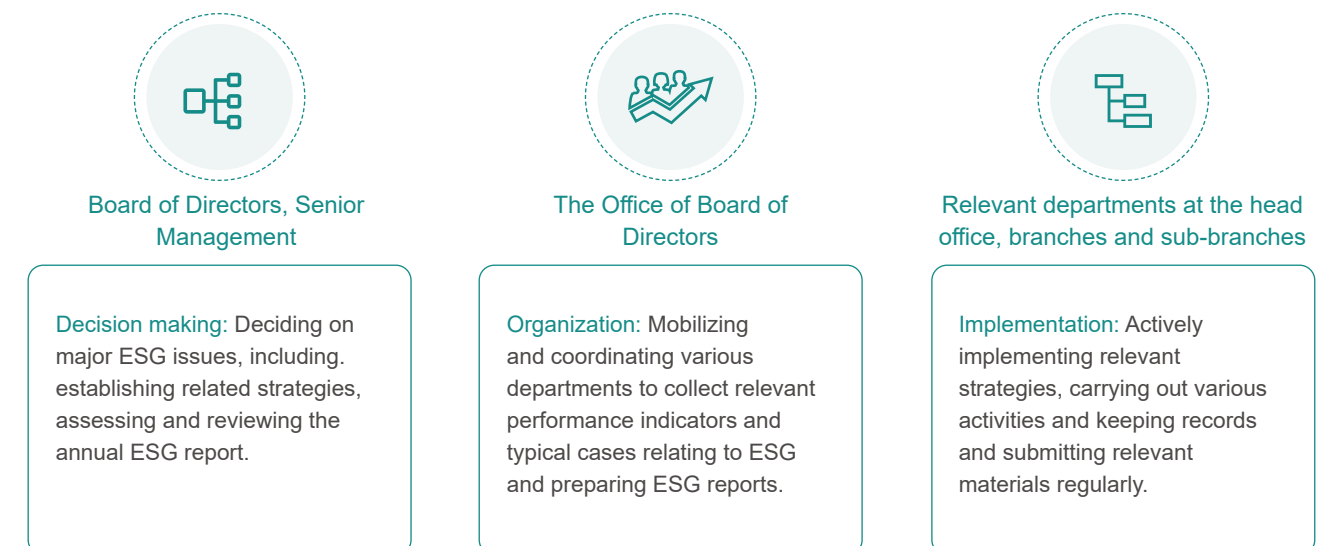 Board of Directors, Senior
Management
Decision making: Deciding on
major ESG issues, including.
establishing related strategies,
assessing and reviewing the
annual ESG report.
The Office of Board of
Directors
Organization: Mobilizing
and coordinating various
departments to collect relevant
performance indicators and
typical cases relating to ESG
and preparing ESG reports.
Relevant departments at the head
office, branches and sub-branches
Implementation: Actively
implementing relevant
strategies, carrying out various
activities and keeping records
and submitting relevant
materials regularly.